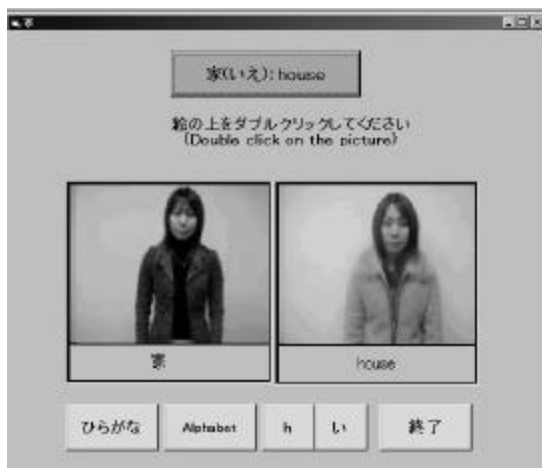 家
家(いえ): house
絵の上をダブルクリックしてください
(Double click on the picture)
家
house
ひらがな
Alphabet
h
い
終了